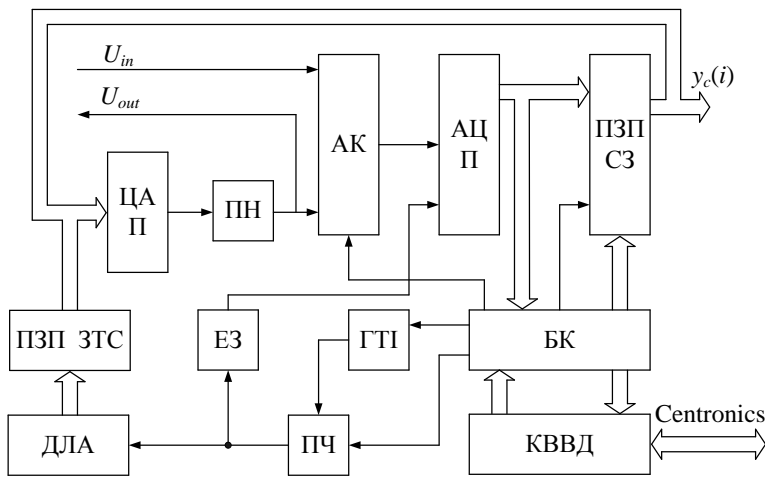 U_in
y_c(i)
U_out
АК
АЦ
П
ПЗП
СЗ
ЦА
П
ПН
ПЗП ЗТС
ЕЗ
ГТІ
БК
Centronics
ДЛА
ПЧ
КВВД